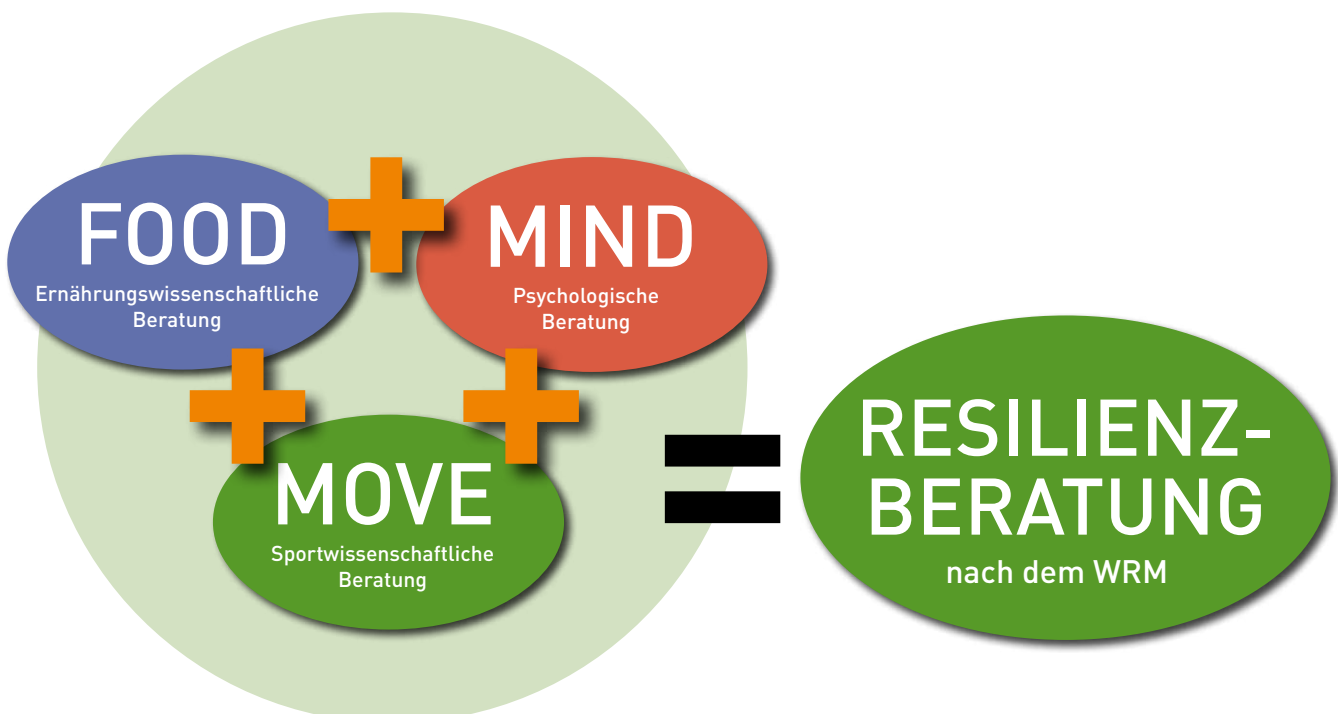 FOOD
Ernährungswissenschaftliche
Beratung
MIND
Psychologische
Beratung
MOVE
Sportwissenschaftliche
Beratung
RESILIENZ-
BERATUNG
nach dem WRM